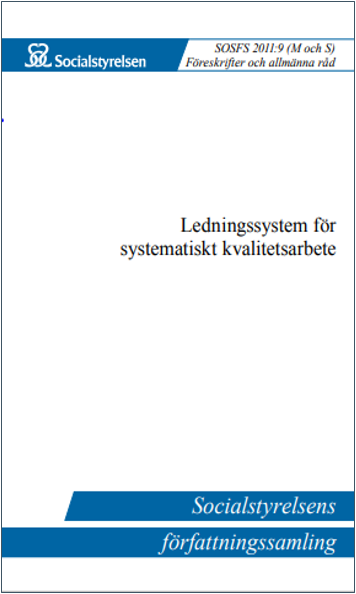 Socialstyrelsen
SOSFS 2011:9 (M och S)
Föreskrifter och allmänna råd
Ledningssystem för
systematiskt kvalitetsarbete
Socialstyrelsens
författningssamling